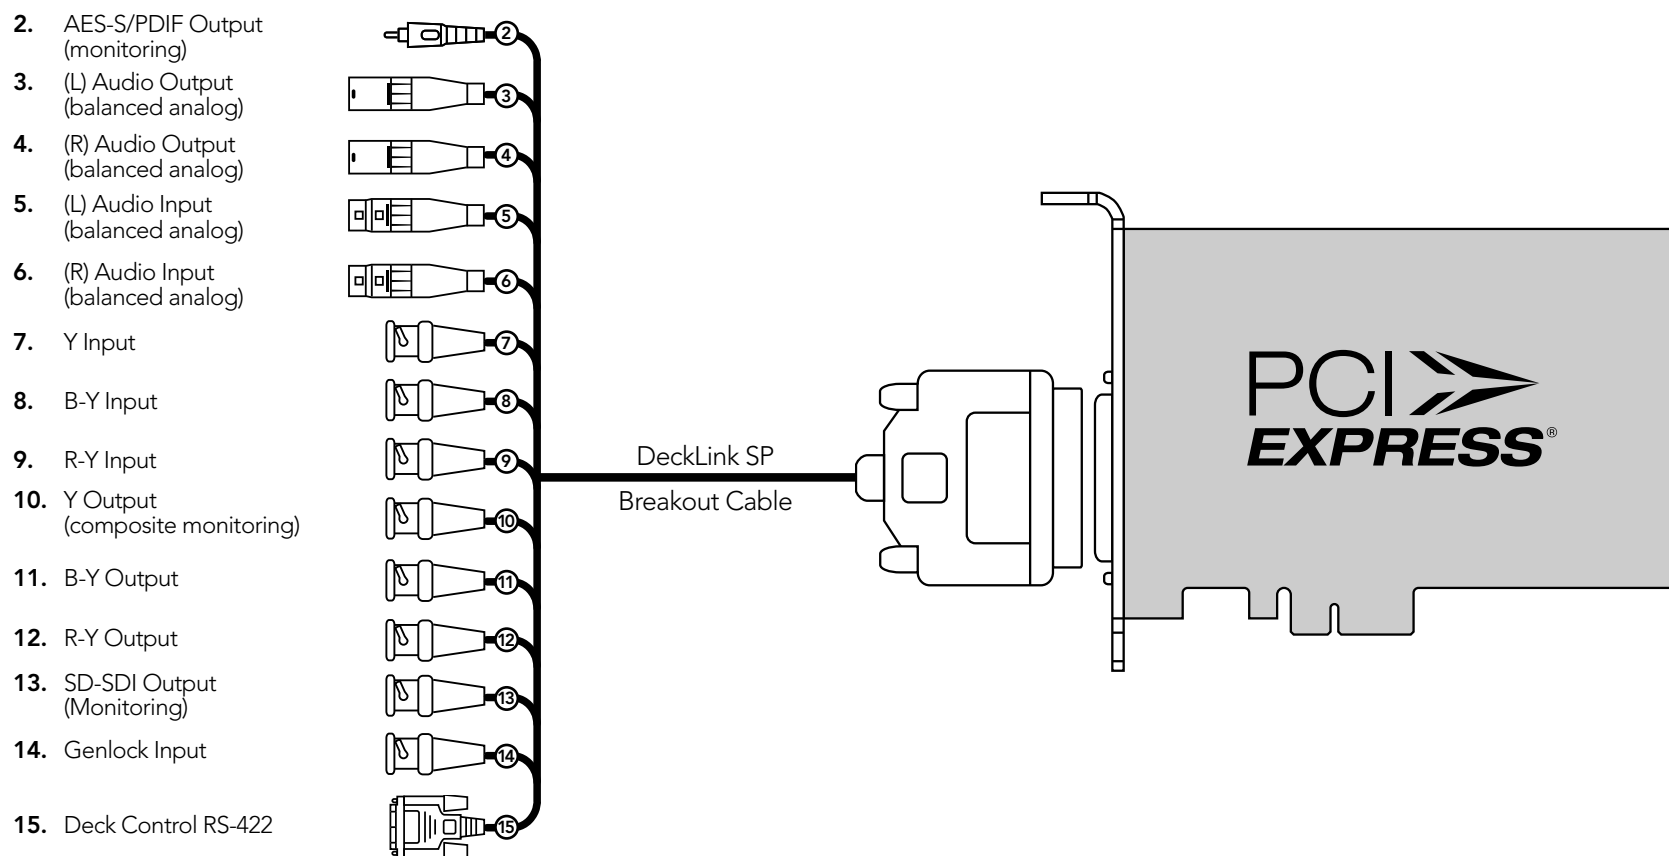 2. AES-S/PDIF Output
(monitoring)
3. (L) Audio Output
(balanced analog)
4. (R) Audio Output
(balanced analog)
5. (L) Audio Input
(balanced analog)
6. (R) Audio Input
(balanced analog)
7. Y Input
8. B-Y Input
9. R-Y Input
10. Y Output
(composite monitoring)
11. B-Y Output
12. R-Y Output
13. SD-SDI Output
(Monitoring)
14. Genlock Input
15. Deck Control RS-422
2
3
4
5
6
7
8
9
10
11
12
13
14
15
DeckLink SP
Breakout Cable
PCI
EXPRESS®